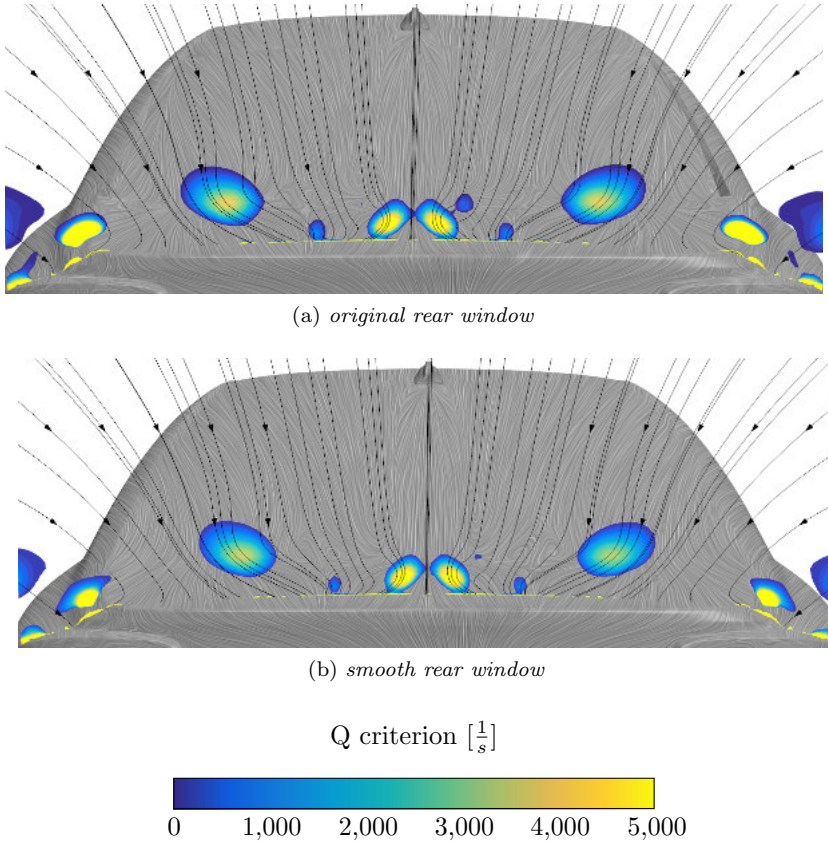 (a) original rear window
(b) smooth rear window
Q criterion [1/s]
0 1,000 2,000 3,000 4,000 5,000